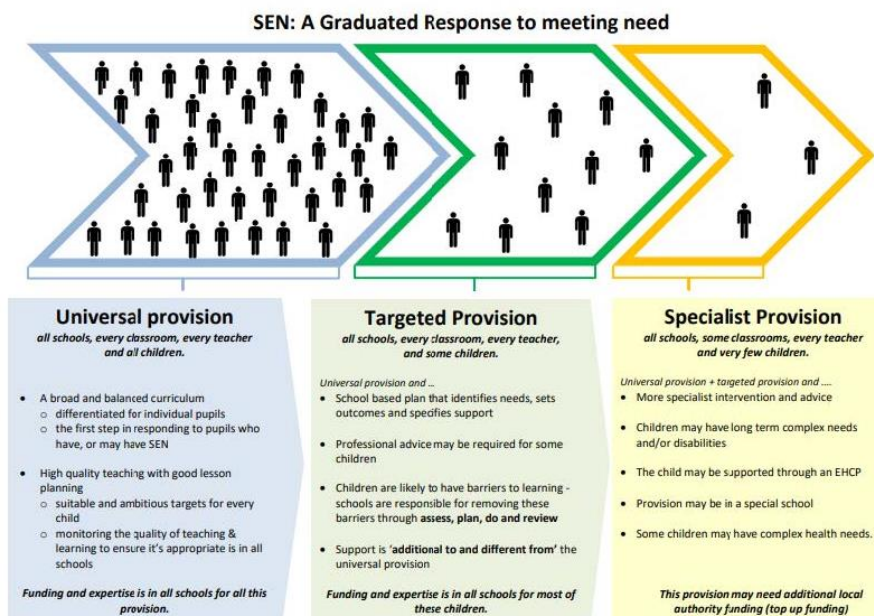 SEN: A Graduated Response to meeting need
Universal provision
all schools, every classroom, every teacher
and all children.
• A broad and balanced curriculum
o differentiated for individual pupils
o the first step in responding to pupils who
have, or may have SEN
• High quality teaching with good lesson
planning
o suitable and ambitious targets for every
child
o monitoring the quality of teaching &
learning to ensure it's appropriate is in all
schools
Funding and expertise is in all schools for all this
provision.
Targeted Provision
all schools, every classroom, every teacher,
and some children.
Universal provision and …
• School based plan that identifies needs, sets
outcomes and specifies support
• Professional advice may be required for some
children
• Children are likely to have barriers to learning -
schools are responsible for removing these
barriers through assess, plan, do and review
• Support is 'additional to and different from' the
universal provision
Funding and expertise is in all schools for most of
these children.
Specialist Provision
all schools, some classrooms, every teacher
and very few children.
Universal provision + targeted provision and ....
• More specialist intervention and advice
• Children may have long term complex needs
and/or disabilities
• The child may be supported through an EHCP
• Provision may be in a special school
• Some children may have complex health needs.
This provision may need additional local
authority funding (top up funding)